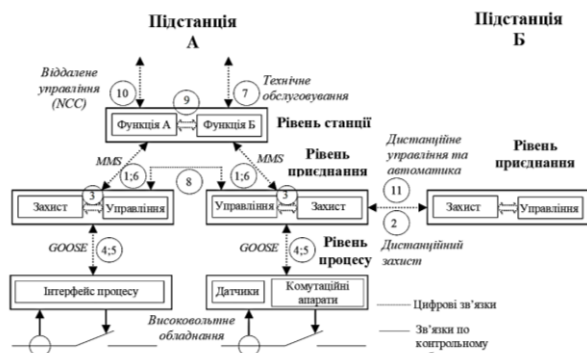 Підстанція
А
Підстанція
Б
Віддалене
управління
(NCC)
10
9
7
Технічне
обслуговування
Функція А
Функція Б
Рівень станції
MMS
1;6
8
1;6
MMS
Рівень
приєднання
Дистанційне
управління та
автоматика
11
3
Захист
Управління
3
Управління
Захист
Захист
Управління
2
Дистанційний
захист
GOOSE
4;5
GOOSE
4;5
Рівень
процесу
Інтерфейс процесу
Датчики
Комутаційні
апарати
Високовольтне
обладнання
Цифрові зв’язки
Зв’язки по
контрольному